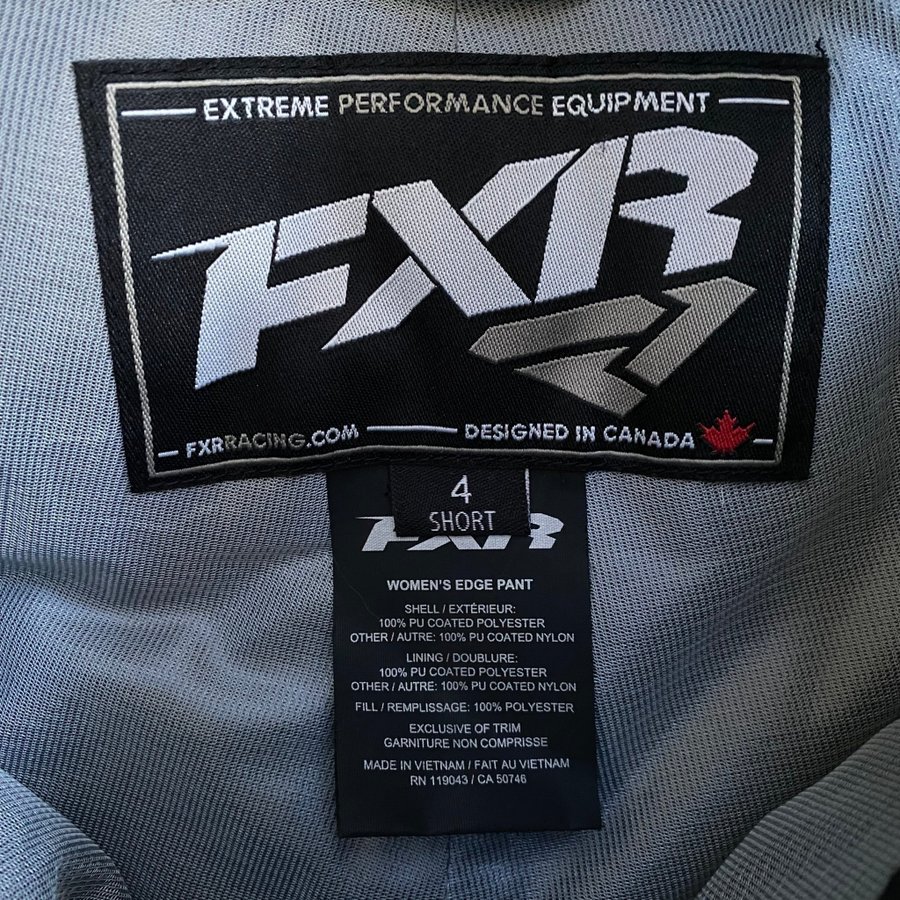 EXTREME PERFORMANCE EQUIPMENT
FXR
FXRRACING.COM
DESIGNED IN CANADA
4
SHORT
FXR
WOMEN'S EDGE PANT
SHELL / EXTÉRIEUR:
100% PU COATED POLYESTER
OTHER / AUTRE: 100% PU COATED NYLON
LINING / DOUBLURE:
100% PU COATED POLYESTER
OTHER / AUTRE: 100% PU COATED NYLON
FILL / REMPLISSAGE: 100% POLYESTER
EXCLUSIVE OF TRIM
GARNITURE NON COMPRISSE
MADE IN VIETNAM / FAIT AU VIETNAM
RN 119043 / CA 50746